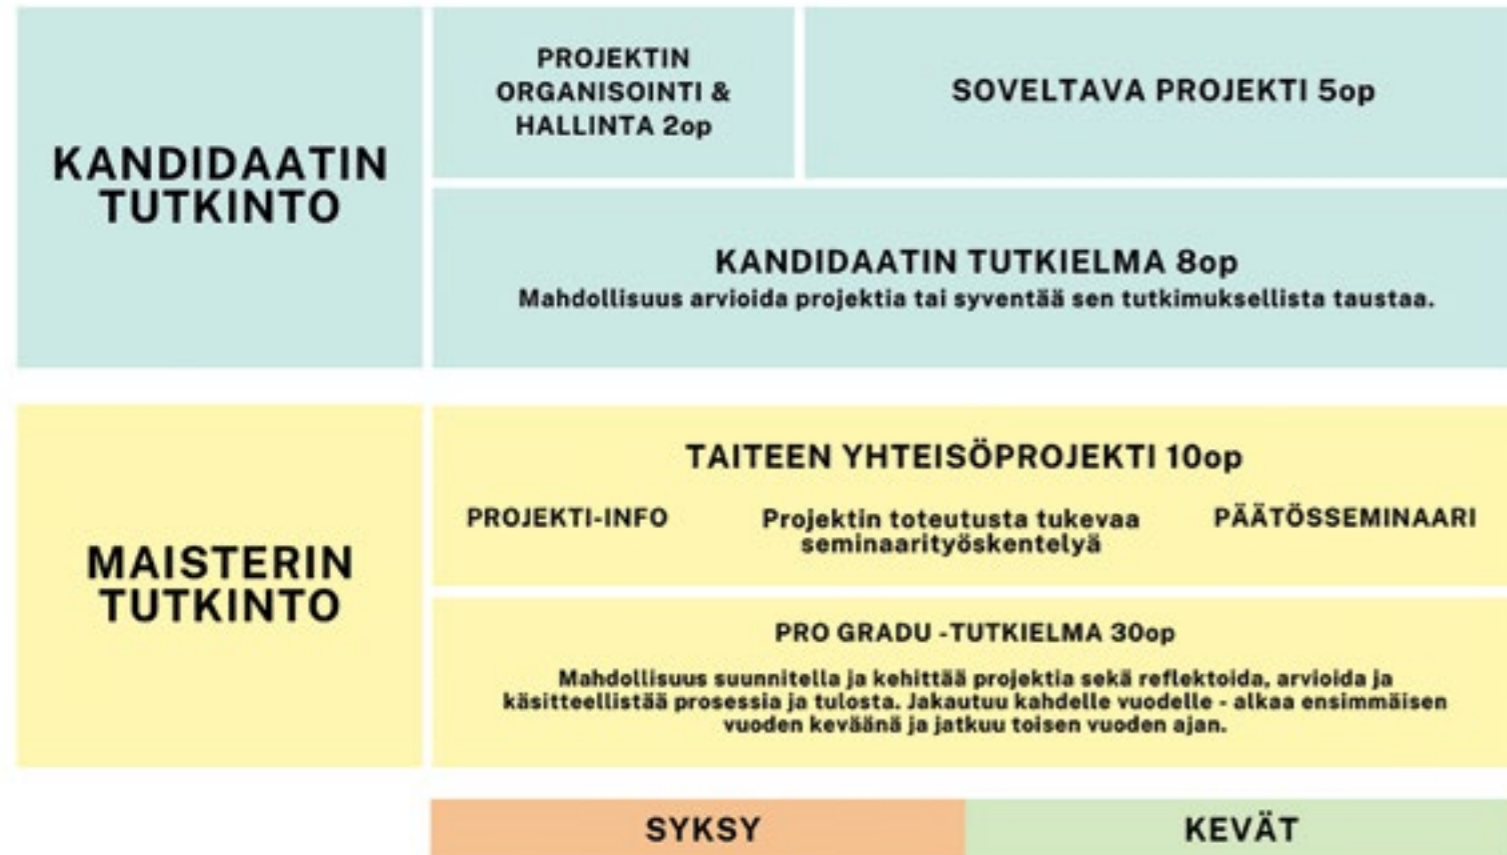 KANDIDAATIN
TUTKINTO
PROJEKTIN
ORGANISOINTI &
HALLINTA 2op
SOVELTAVA PROJEKTI 5op
KANDIDAATIN TUTKIELMA 8op
Mahdollisuus arvioida projektia tai syventää sen tutkimuksellista taustaa.
MAISTERIN
TUTKINTO
TAITEEN YHTEISÖPROJEKTI 10op
PROJEKTI-INFO
Projektin toteutusta tukevaa
seminaarityöskentelyä
PÄÄTÖSSEMINAARI
PRO GRADU -TUTKIELMA 30op
Mahdollisuus suunnitella ja kehittää projektia sekä reflektoida, arvioida ja
käsitteellistää prosessia ja tulosta. Jakautuu kahdelle vuodelle - alkaa ensimmäisen
vuoden keväänä ja jatkuu toisen vuoden ajan.
SYKSY
KEVÄT